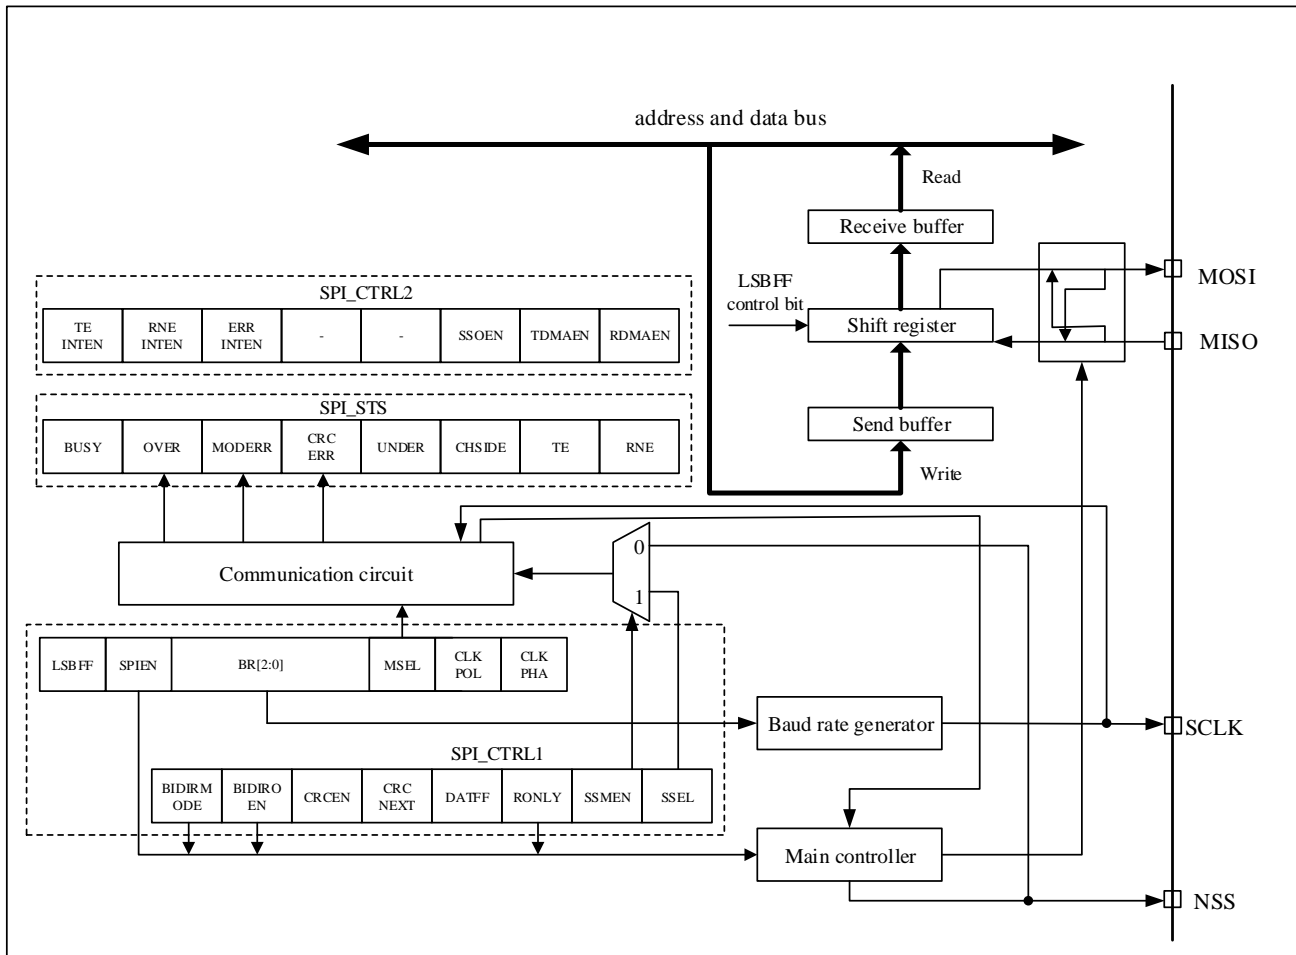 address and data bus
Read
Receive buffer
MOSI
LSBFF
control bit
SPI_CTRL2
Shift register
MISO
TE
INTEN
RNE
INTEN
ERR
INTEN
-
-
SSOEN
TDMAEN
RDMAEN
SPI_STS
Send buffer
BUSY
OVER
MODERR
CRC
ERR
UNDER
CHSIDE
TE
RNE
Write
0
Communication circuit
1
LSBFF
SPIEN
BR[2:0]
MSEL
CLK
POL
CLK
PHA
Baud rate generator
SCLK
SPI_CTRL1
BIDIRM
ODE
BIDIRO
EN
CRCEN
CRC
NEXT
DATFF
RONLY
SSMEN
SSEL
Main controller
NSS